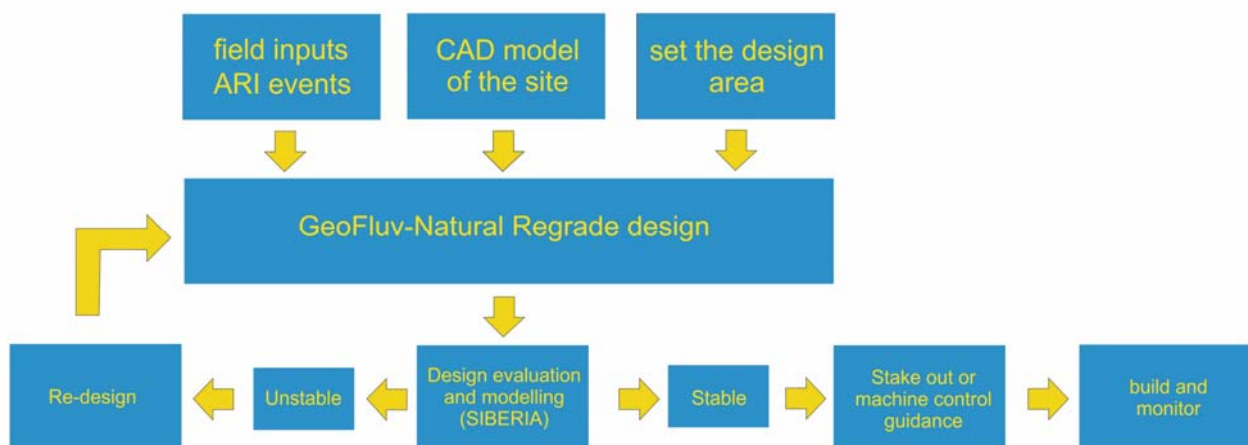 field inputs
ARI events
CAD model
of the site
set the design
area
GeoFluv-Natural Regrade design
Re-design
Unstable
Design evaluation
and modelling
(SIBERIA)
Stable
Stake out or
machine control
guidance
build and
monitor